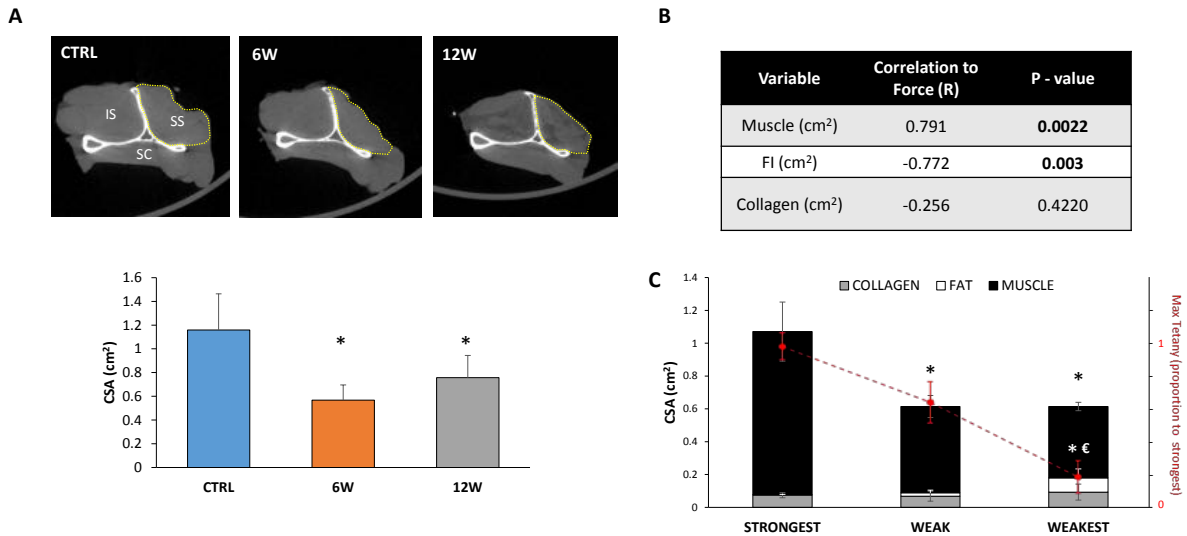 A
B
CTRL
6W
12W
IS
SS
SC
Variable
Correlation to
Force (R)
P - value
Muscle (cm²)
0.791
0.0022
FI (cm²)
-0.772
0.003
Collagen (cm²)
-0.256
0.4220
CSA (cm²)
1.6
1.4
1.2
1
0.8
0.6
0.4
0.2
0
*
*
CTRL
6W
12W
C
COLLAGEN
FAT
MUSCLE
CSA (cm²)
1.4
1.2
1
0.8
0.6
0.4
0.2
0
*
*
* €
1
0
Max Tetany (proportion to
strongest)
STRONGEST
WEAK
WEAKEST